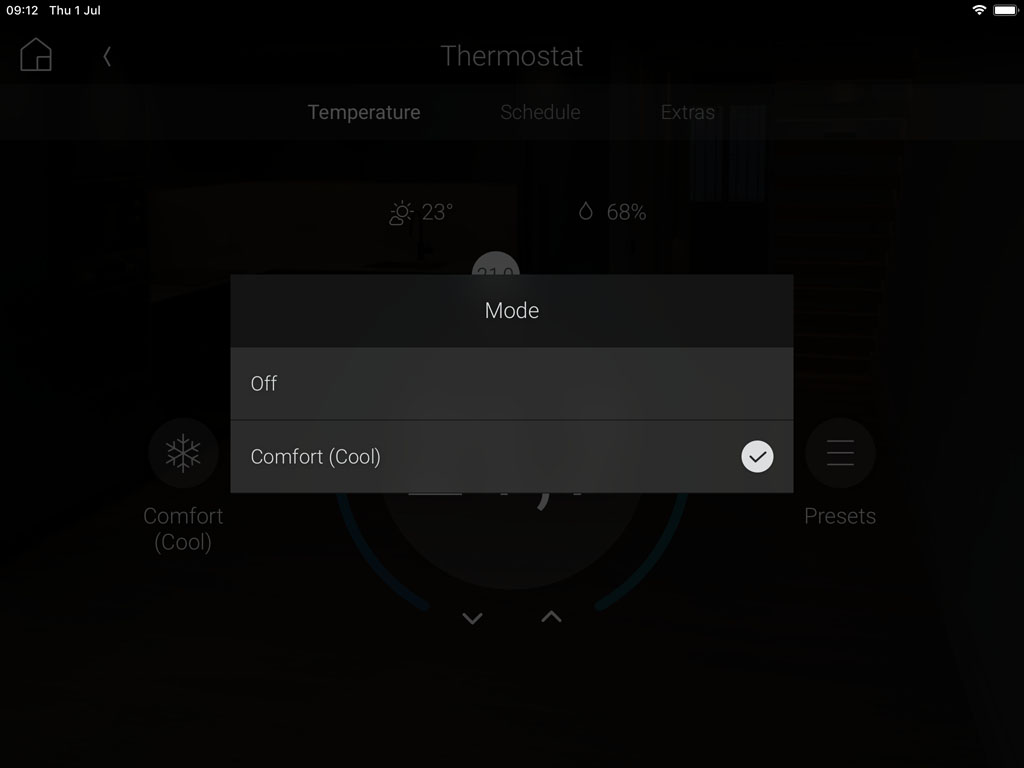 09:12 Thu 1 Jul
Thermostat
Temperature Schedule Extras
23° 68%
Mode
Off
Comfort (Cool)
Comfort
(Cool)
Presets